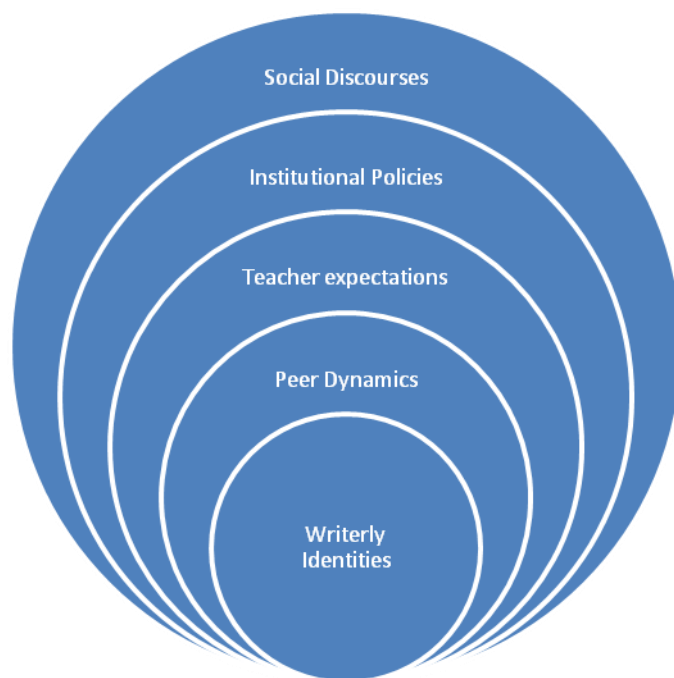 Social Discourses
Institutional Policies
Teacher expectations
Peer Dynamics
Writerly
Identities